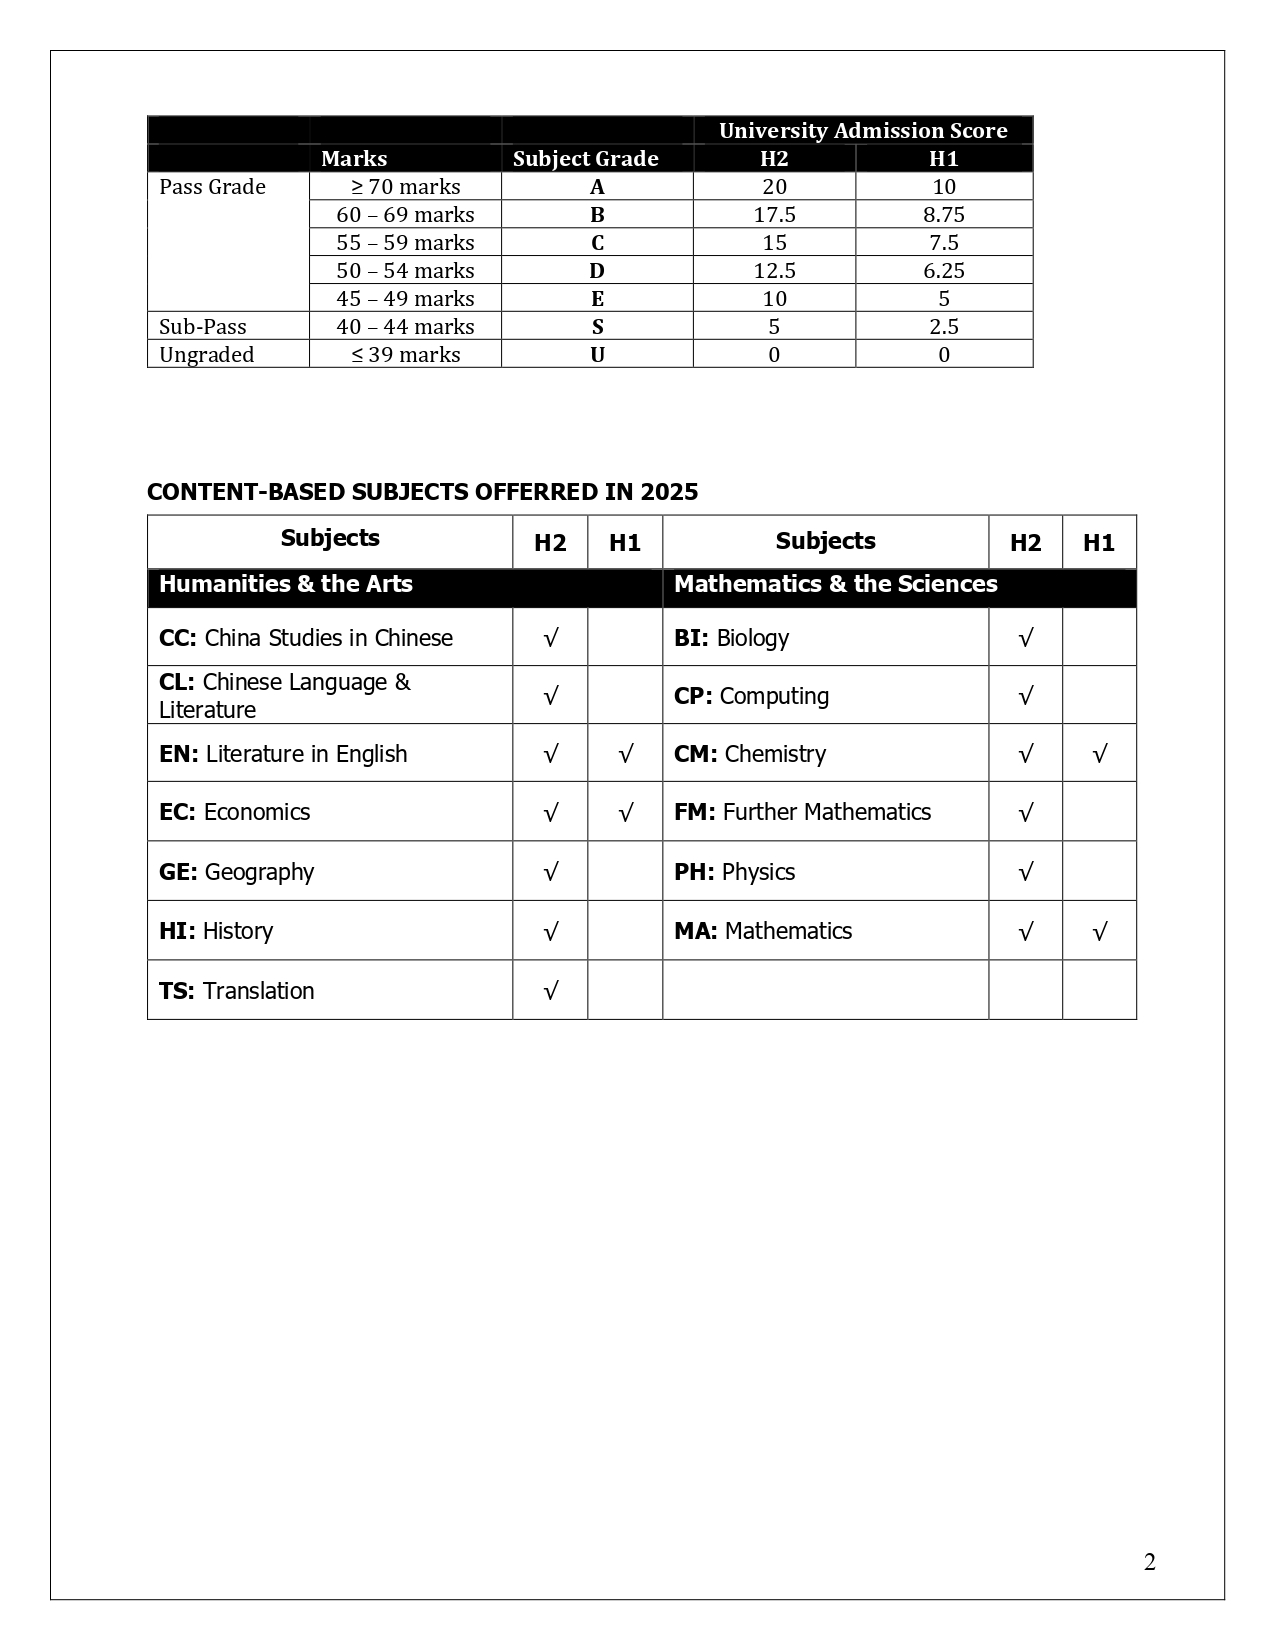 University Admission Score
Marks Subject Grade H2 H1
Pass Grade ≥ 70 marks A 20 10
60 – 69 marks B 17.5 8.75
55 – 59 marks C 15 7.5
50 – 54 marks D 12.5 6.25
45 – 49 marks E 10 5
Sub-Pass 40 – 44 marks S 5 2.5
Ungraded ≤ 39 marks U 0 0
CONTENT-BASED SUBJECTS OFFERRED IN 2025
Subjects H2 H1 Subjects H2 H1
Humanities & the Arts Mathematics & the Sciences
CC: China Studies in Chinese √ BI: Biology √
CL: Chinese Language &
Literature √ CP: Computing √
EN: Literature in English √ √ CM: Chemistry √ √
EC: Economics √ √ FM: Further Mathematics √
GE: Geography √ PH: Physics √
HI: History √ MA: Mathematics √ √
TS: Translation √
2